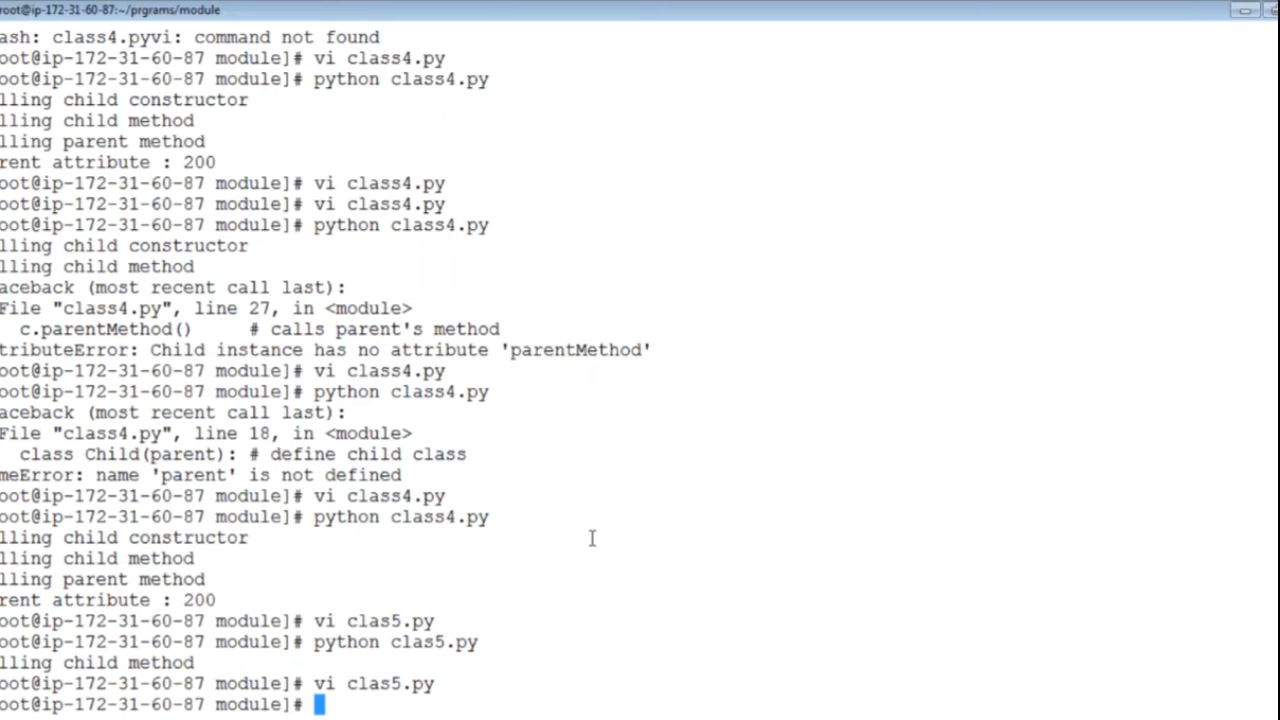 root@ip-172-31-60-87:~/prgrams/module
ash: class4.pyvi: command not found
oot@ip-172-31-60-87 module]# vi class4.py
oot@ip-172-31-60-87 module]# python class4.py
lling child constructor
lling child method
lling parent method
rent attribute : 200
oot@ip-172-31-60-87 module]# vi class4.py
oot@ip-172-31-60-87 module]# vi class4.py
oot@ip-172-31-60-87 module]# python class4.py
lling child constructor
lling child method
aceback (most recent call last):
File "class4.py", line 27, in <module>
c.parentMethod()     # calls parent's method
tributeError: Child instance has no attribute 'parentMethod'
oot@ip-172-31-60-87 module]# vi class4.py
oot@ip-172-31-60-87 module]# python class4.py
aceback (most recent call last):
File "class4.py", line 18, in <module>
class Child(parent): # define child class
meError: name 'parent' is not defined
oot@ip-172-31-60-87 module]# vi class4.py
oot@ip-172-31-60-87 module]# python class4.py
lling child constructor
lling child method
lling parent method
rent attribute : 200
oot@ip-172-31-60-87 module]# vi clas5.py
oot@ip-172-31-60-87 module]# python clas5.py
lling child method
oot@ip-172-31-60-87 module]# vi clas5.py
oot@ip-172-31-60-87 module]#